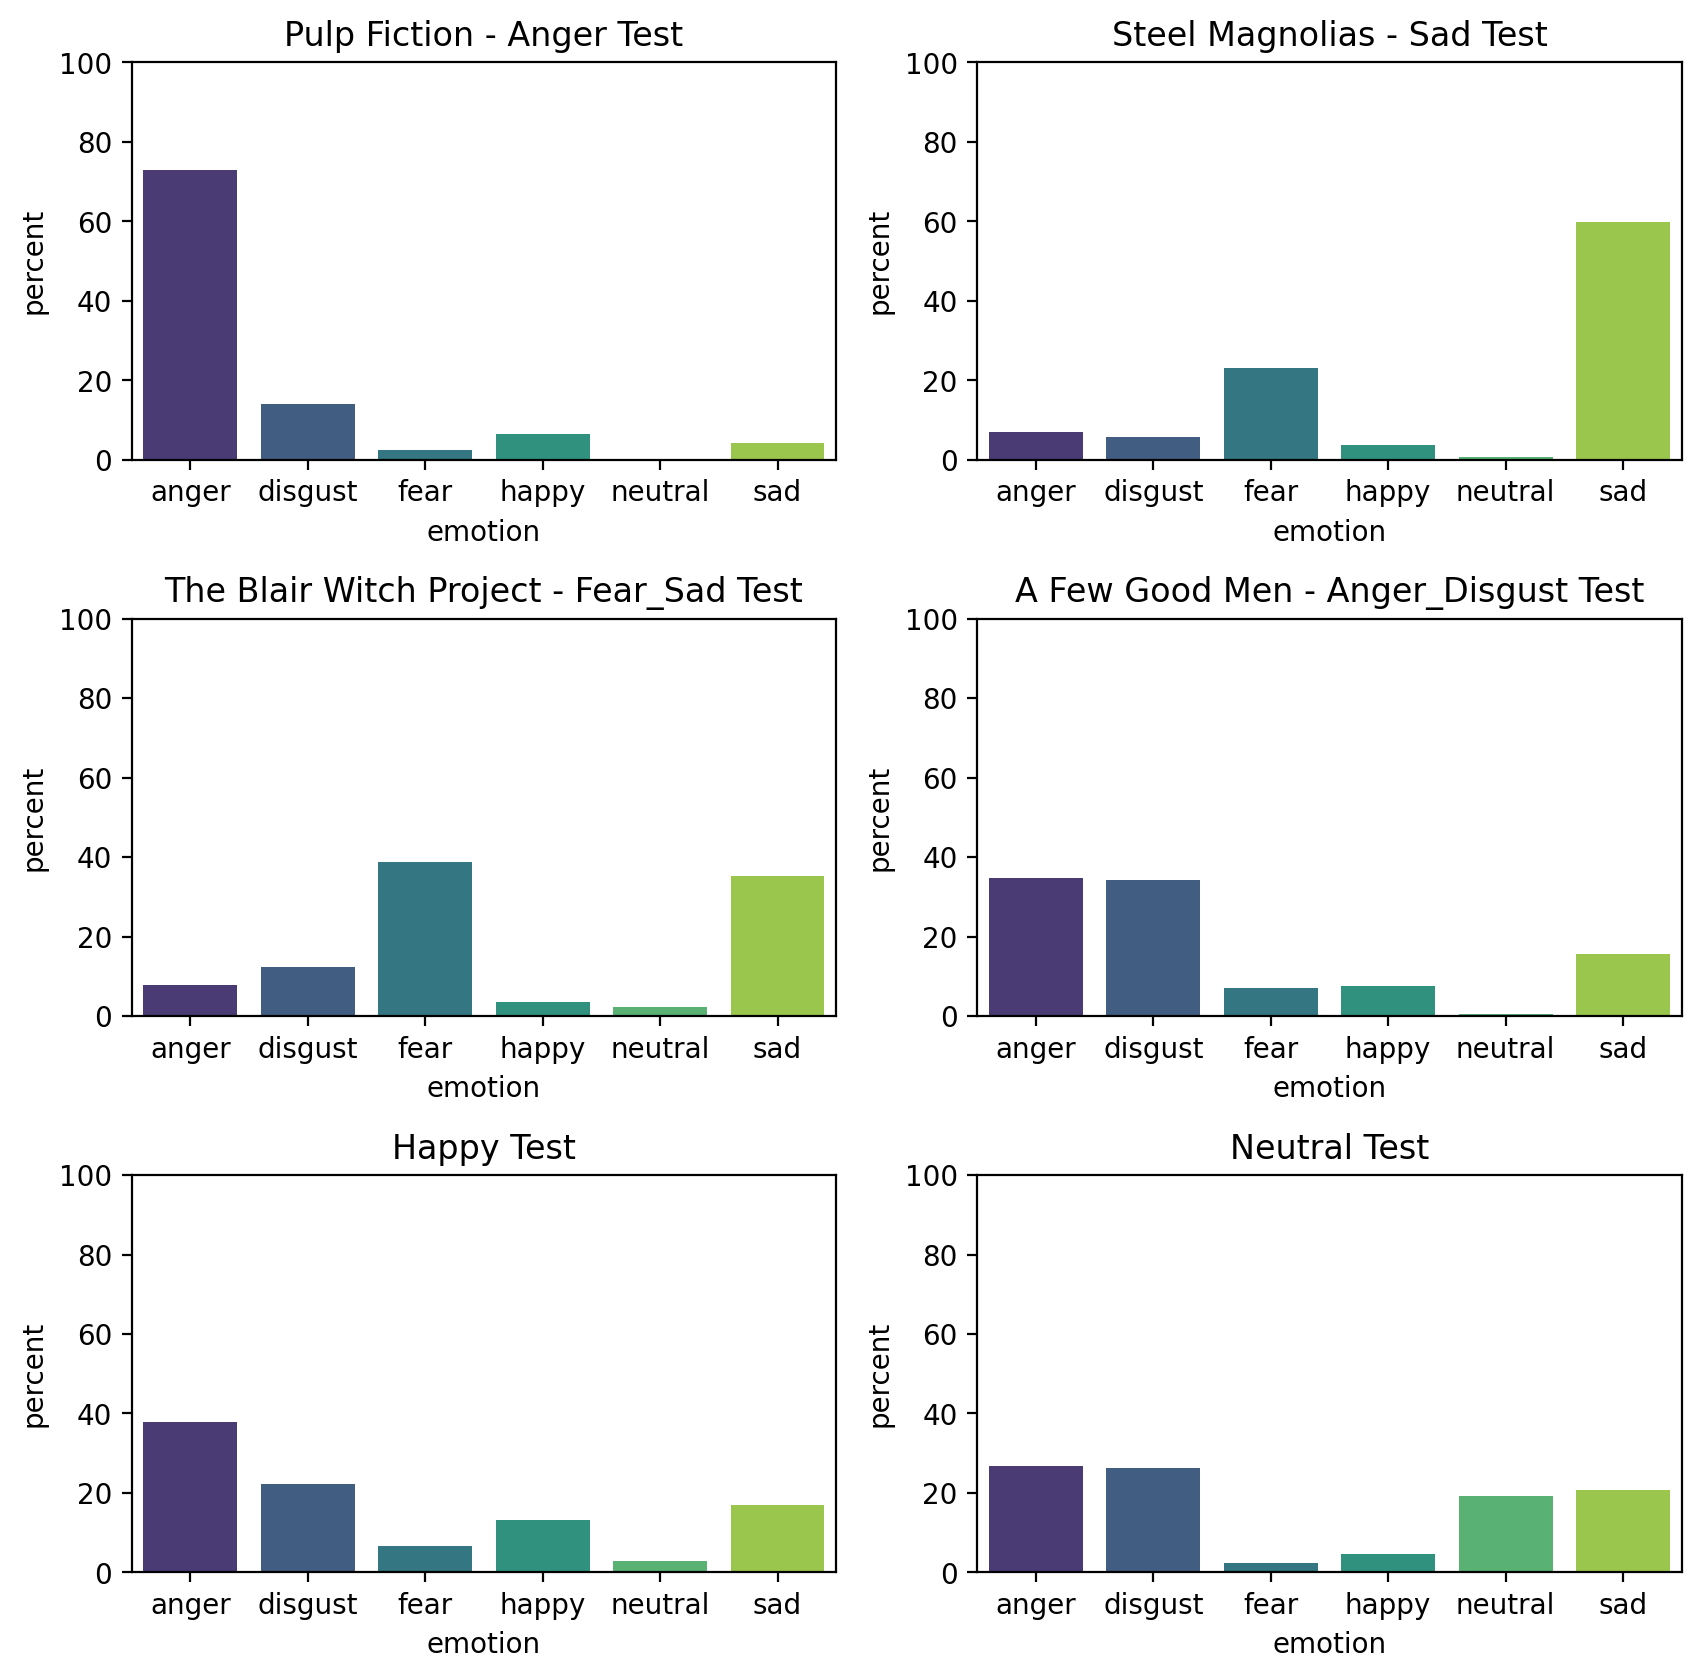 Pulp Fiction - Anger Test
100
80
60
40
20
0
percent
anger disgust fear happy neutral sad
emotion
Steel Magnolias - Sad Test
100
80
60
40
20
0
percent
anger disgust fear happy neutral sad
emotion
The Blair Witch Project - Fear_Sad Test
100
80
60
40
20
0
percent
anger disgust fear happy neutral sad
emotion
A Few Good Men - Anger_Disgust Test
100
80
60
40
20
0
percent
anger disgust fear happy neutral sad
emotion
Happy Test
100
80
60
40
20
0
percent
anger disgust fear happy neutral sad
emotion
Neutral Test
100
80
60
40
20
0
percent
anger disgust fear happy neutral sad
emotion